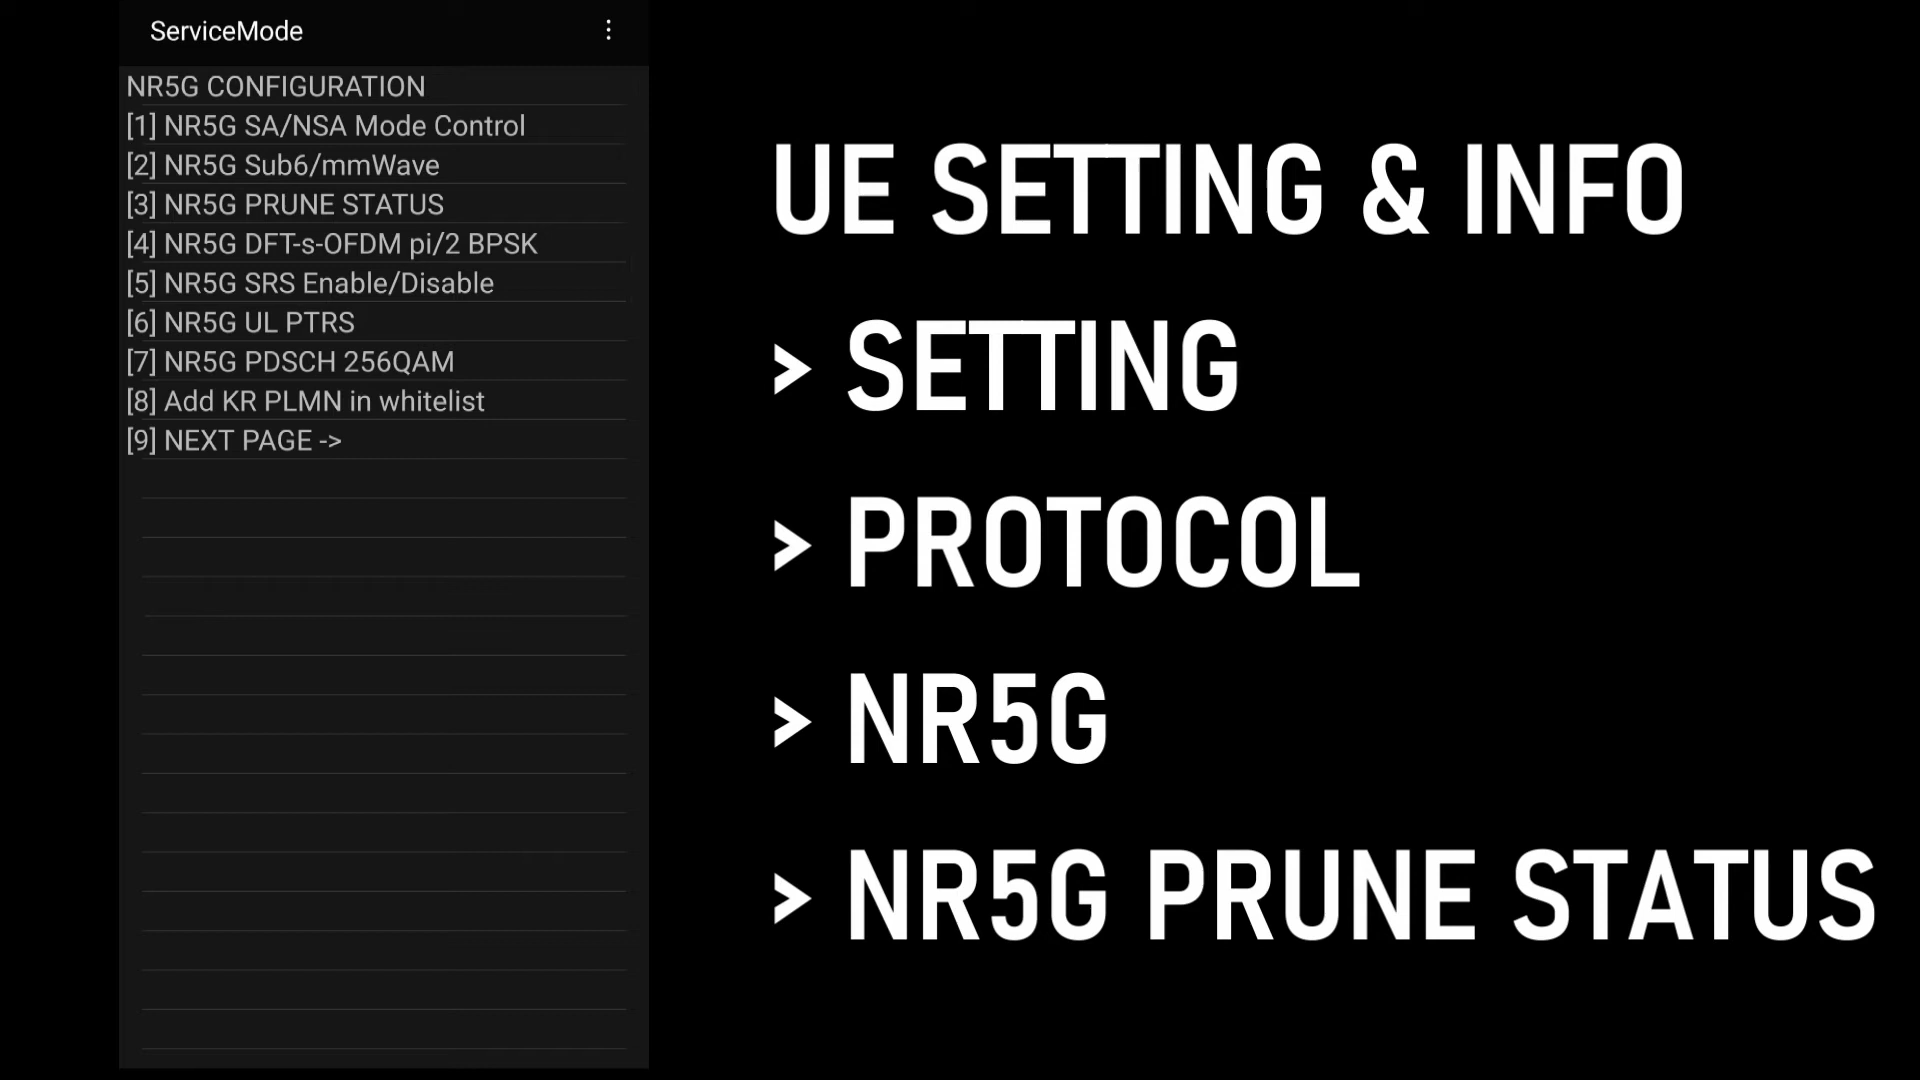 ServiceMode
NR5G CONFIGURATION
[1] NR5G SA/NSA Mode Control
[2] NR5G Sub6/mmWave
[3] NR5G PRUNE STATUS
[4] NR5G DFT-s-OFDM pi/2 BPSK
[5] NR5G SRS Enable/Disable
[6] NR5G UL PTRS
[7] NR5G PDSCH 256QAM
[8] Add KR PLMN in whitelist
[9] NEXT PAGE ->
UE SETTING & INFO
> SETTING
> PROTOCOL
> NR5G
> NR5G PRUNE STATUS